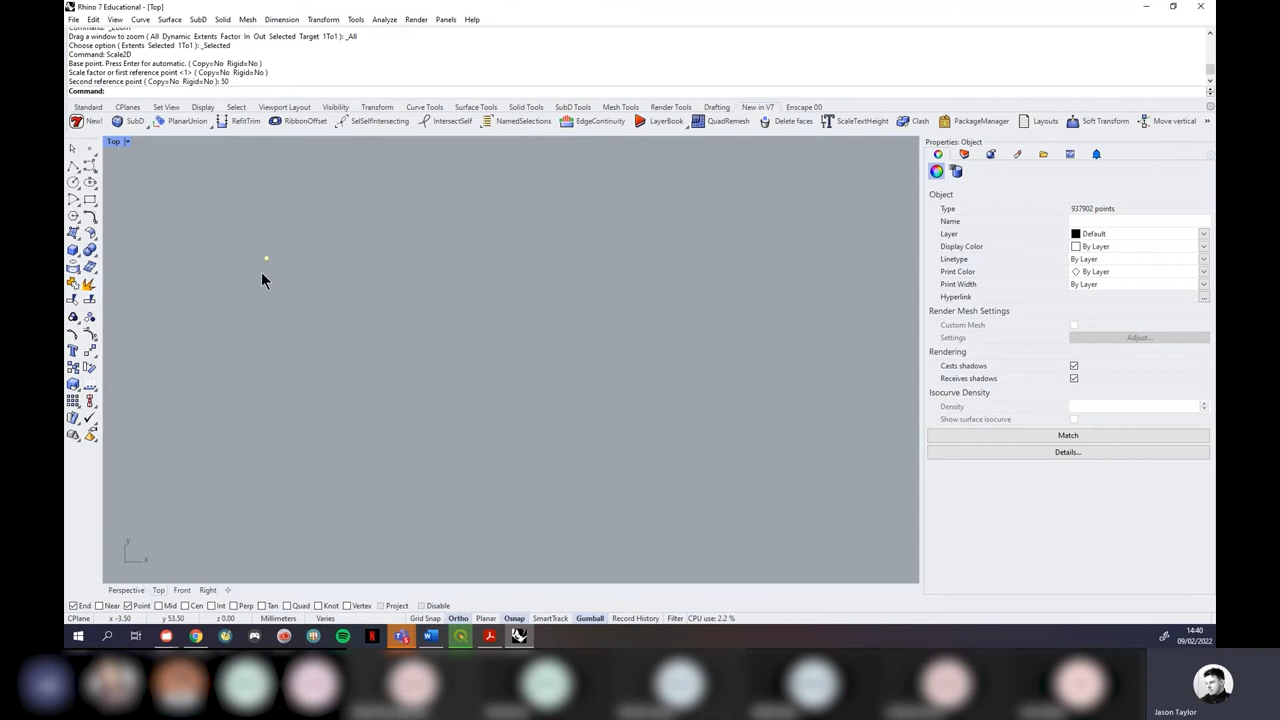 Rhino 7 Educational - [Top]
File Edit View Curve Surface SubD Solid Mesh Dimension Transform Tools Analyze Render Panels Help
Drag a window to zoom ( All Dynamic Extents Factor In Out Selected Target 1To1 ): _All
Choose option ( Extents Selected 1To1 ): _Selected
Command: Scale2D
Base point. Press Enter for automatic. ( Copy=No Rigid=No )
Scale factor or first reference point <1> ( Copy=No Rigid=No )
Second reference point ( Copy=No Rigid=No ): 50
Command:
Standard CPlanes Set View Display Select Viewport Layout Visibility Transform Curve Tools Surface Tools Solid Tools SubD Tools Mesh Tools Render Tools Drafting New in V7 Enscape 00
New! SubD PlanarUnion RefitTrim RibbonOffset SelSelfIntersecting IntersectSelf NamedSelections EdgeContinuity LayerBook QuadRemesh Delete faces ScaleTextHeight Clash PackageManager Layouts Soft Transform Move vertical »
Top
Properties: Object
Object
Type 937902 points
Name
Layer Default
Display Color By Layer
Linetype By Layer
Print Color By Layer
Print Width By Layer
Hyperlink ...
Render Mesh Settings
Custom Mesh
Settings Adjust...
Rendering
Casts shadows
Receives shadows
Isocurve Density
Density
Show surface isocurve
Match
Details...
y
x
Perspective Top Front Right
End Near Point Mid Cen Int Perp Tan Quad Knot Vertex Project Disable
CPlane x -3.50 y 53.50 z 0.00 Millimeters Varies Grid Snap Ortho Planar Osnap SmartTrack Gumball Record History Filter CPU use: 2.2 %
14:40
09/02/2022
Jason Taylor